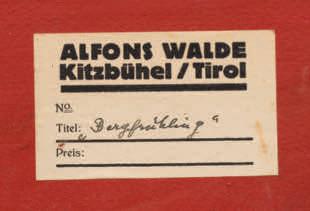 ALFONS WALDE
Kitzbühel / Tirol
No.
Titel: „Bergfrühling“
Preis: